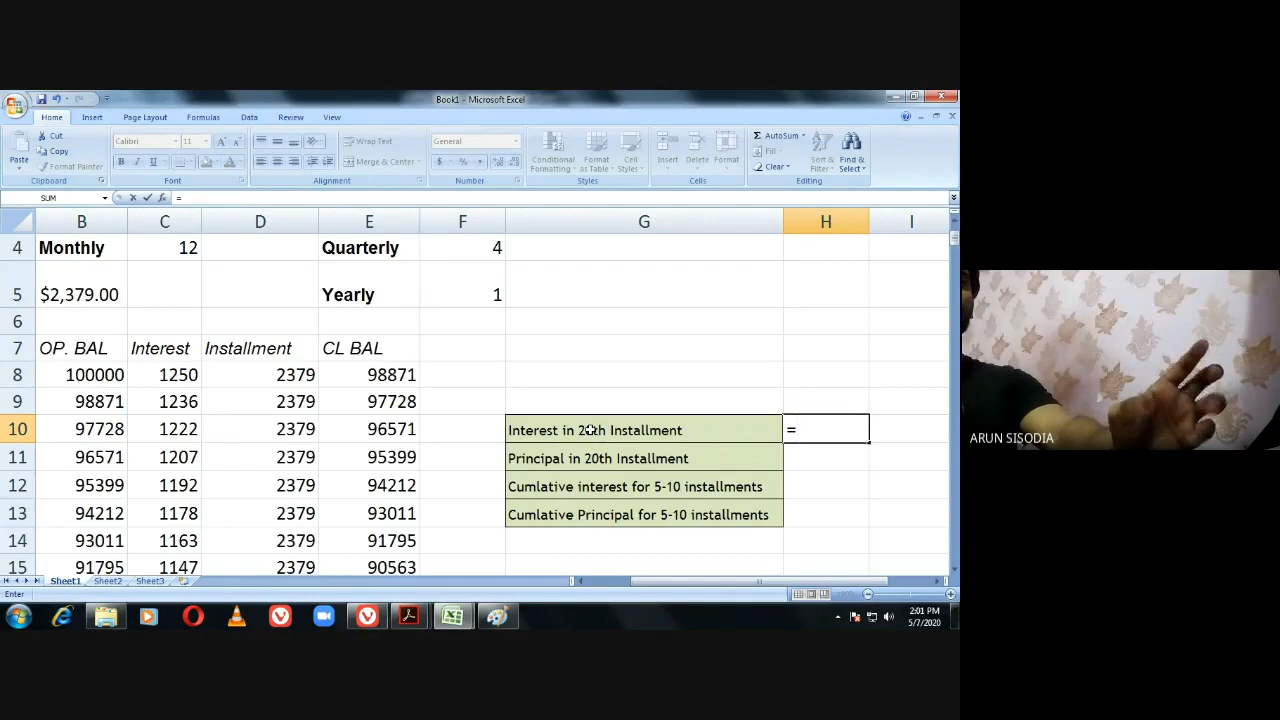 Book1 - Microsoft Excel
Home Insert Page Layout Formulas Data Review View
Cut
Copy
Format Painter
Paste
Clipboard
Calibri 11
B I U
Font
Wrap Text
Merge & Center
Alignment
General
$ % ,
Number
Conditional Formatting
Format as Table
Cell Styles
Styles
Insert Delete Format
Cells
Σ AutoSum
Fill
Clear
Sort & Filter
Find & Select
Editing
SUM fx =
B C D E F G H I
4 Monthly 12 Quarterly 4
5 $2,379.00 Yearly 1
6
7 OP. BAL Interest Installment CL BAL
8 100000 1250 2379 98871
9 98871 1236 2379 97728
10 97728 1222 2379 96571 Interest in 20th Installment =
11 96571 1207 2379 95399 Principal in 20th Installment
12 95399 1192 2379 94212 Cumlative interest for 5-10 installments
13 94212 1178 2379 93011 Cumlative Principal for 5-10 installments
14 93011 1163 2379 91795
15 91795 1147 2379 90563
Sheet1 Sheet2 Sheet3
Enter
2:01 PM
5/7/2020
ARUN SISODIA